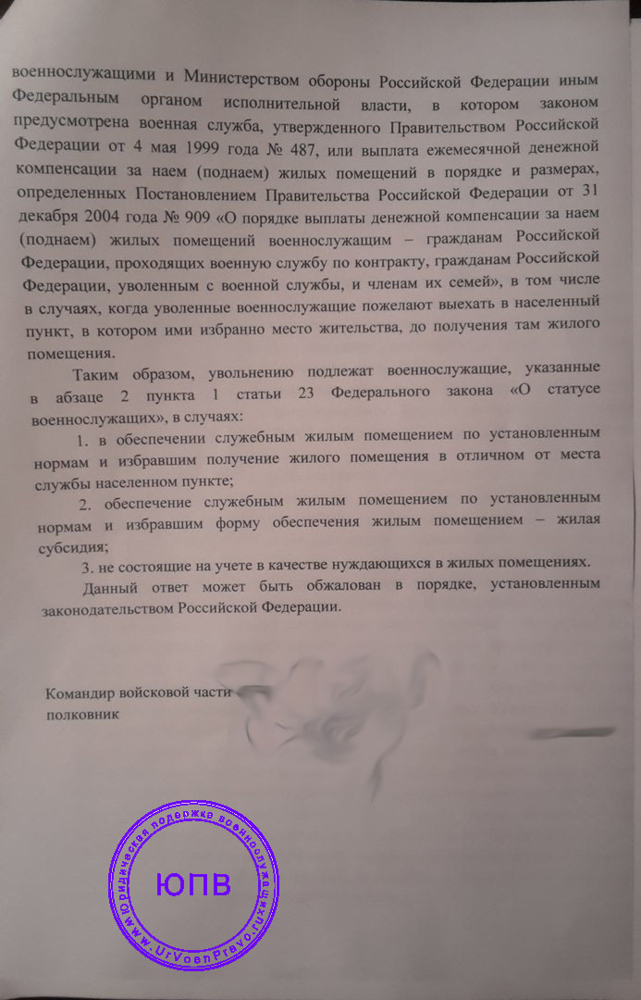 военнослужащими и Министерством обороны Российской Федерации иным
Федеральным органом исполнительной власти, в котором законом
предусмотрена военная служба, утвержденного Правительством Российской
Федерации от 4 мая 1999 года № 487, или выплата ежемесячной денежной
компенсации за наем (поднаем) жилых помещений в порядке и размерах,
определенных Постановлением Правительства Российской Федерации от 31
декабря 2004 года № 909 «О порядке выплаты денежной компенсации за наем
(поднаем) жилых помещений военнослужащим – гражданам Российской
Федерации, проходящих военную службу по контракту, гражданам Российской
Федерации, уволенным с военной службы, и членам их семей», в том числе
в случаях, когда уволенные военнослужащие пожелают выехать в населенный
пункт, в котором ими избранно место жительства, до получения там жилого
помещения.
Таким образом, увольнению подлежат военнослужащие, указанные
в абзаце 2 пункта 1 статьи 23 Федерального закона «О статусе
военнослужащих», в случаях:
1. в обеспечении служебным жилым помещением по установленным
нормам и избравшим получение жилого помещения в отличном от места
службы населенном пункте;
2. обеспечение служебным жилым помещением по установленным
нормам и избравшим форму обеспечения жилым помещением – жилая
субсидия;
3. не состоящие на учете в качестве нуждающихся в жилых помещениях.
Данный ответ может быть обжалован в порядке, установленным
законодательством Российской Федерации.
Командир войсковой части
полковник
Юридическая подержка военнослужащих
ЮПВ
www.UrVoenPravo.ru